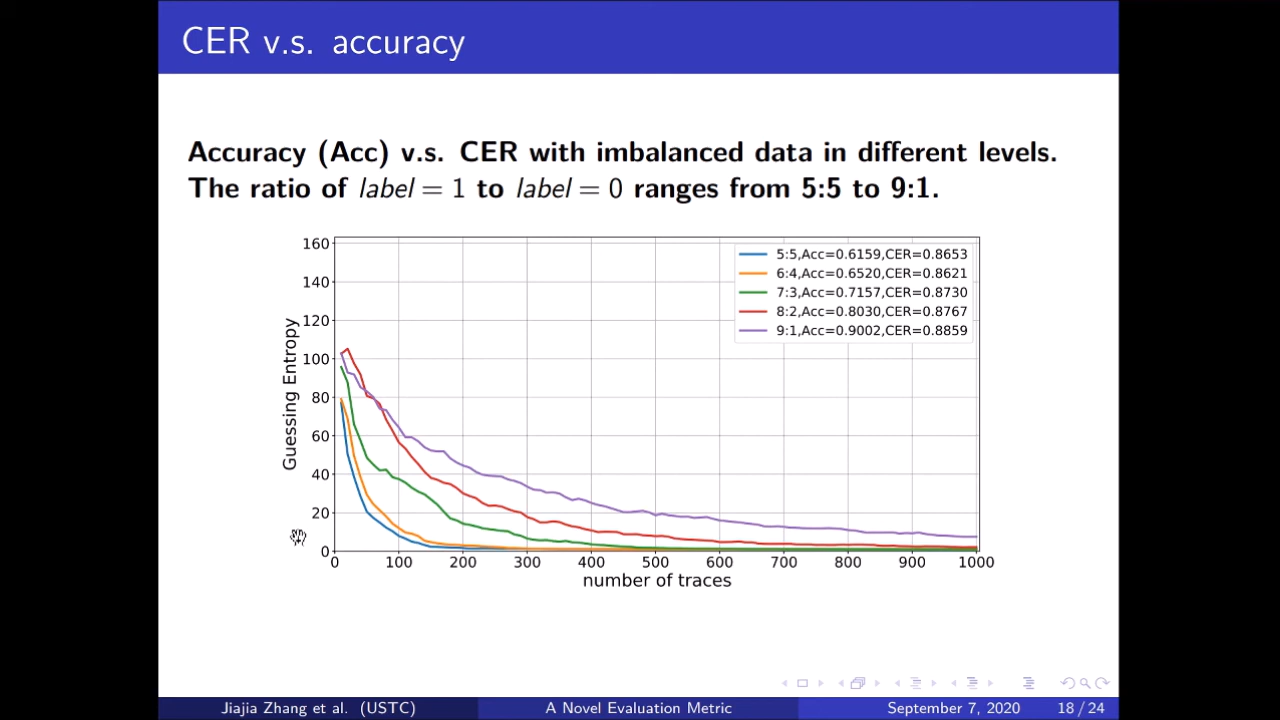 CER v.s. accuracy
Accuracy (Acc) v.s. CER with imbalanced data in different levels.
The ratio of label = 1 to label = 0 ranges from 5:5 to 9:1.
160
140
120
100
80
60
40
20
0
Guessing Entropy
5:5,Acc=0.6159,CER=0.8653
6:4,Acc=0.6520,CER=0.8621
7:3,Acc=0.7157,CER=0.8730
8:2,Acc=0.8030,CER=0.8767
9:1,Acc=0.9002,CER=0.8859
0 100 200 300 400 500 600 700 800 900 1000
number of traces
Jiajia Zhang et al. (USTC) A Novel Evaluation Metric September 7, 2020 18 / 24